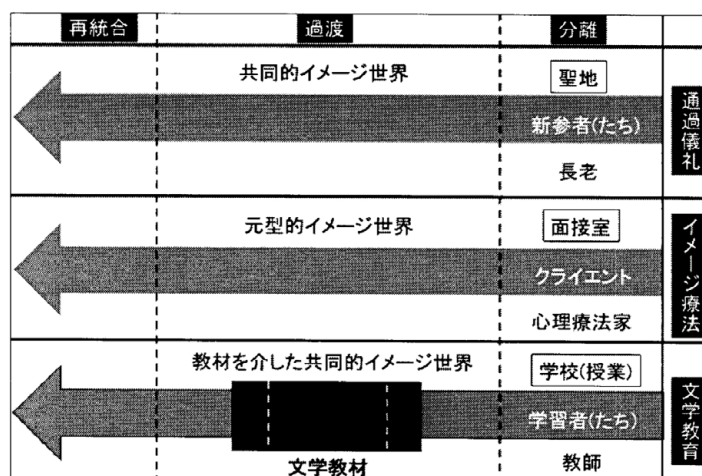 再統合
過渡
分離
共同的イメージ世界
聖地
新参者(たち)
長老
通過儀礼
元型的イメージ世界
面接室
クライエント
心理療法家
イメージ療法
教材を介した共同的イメージ世界
学校(授業)
学習者(たち)
文学教材
教師
文学教育